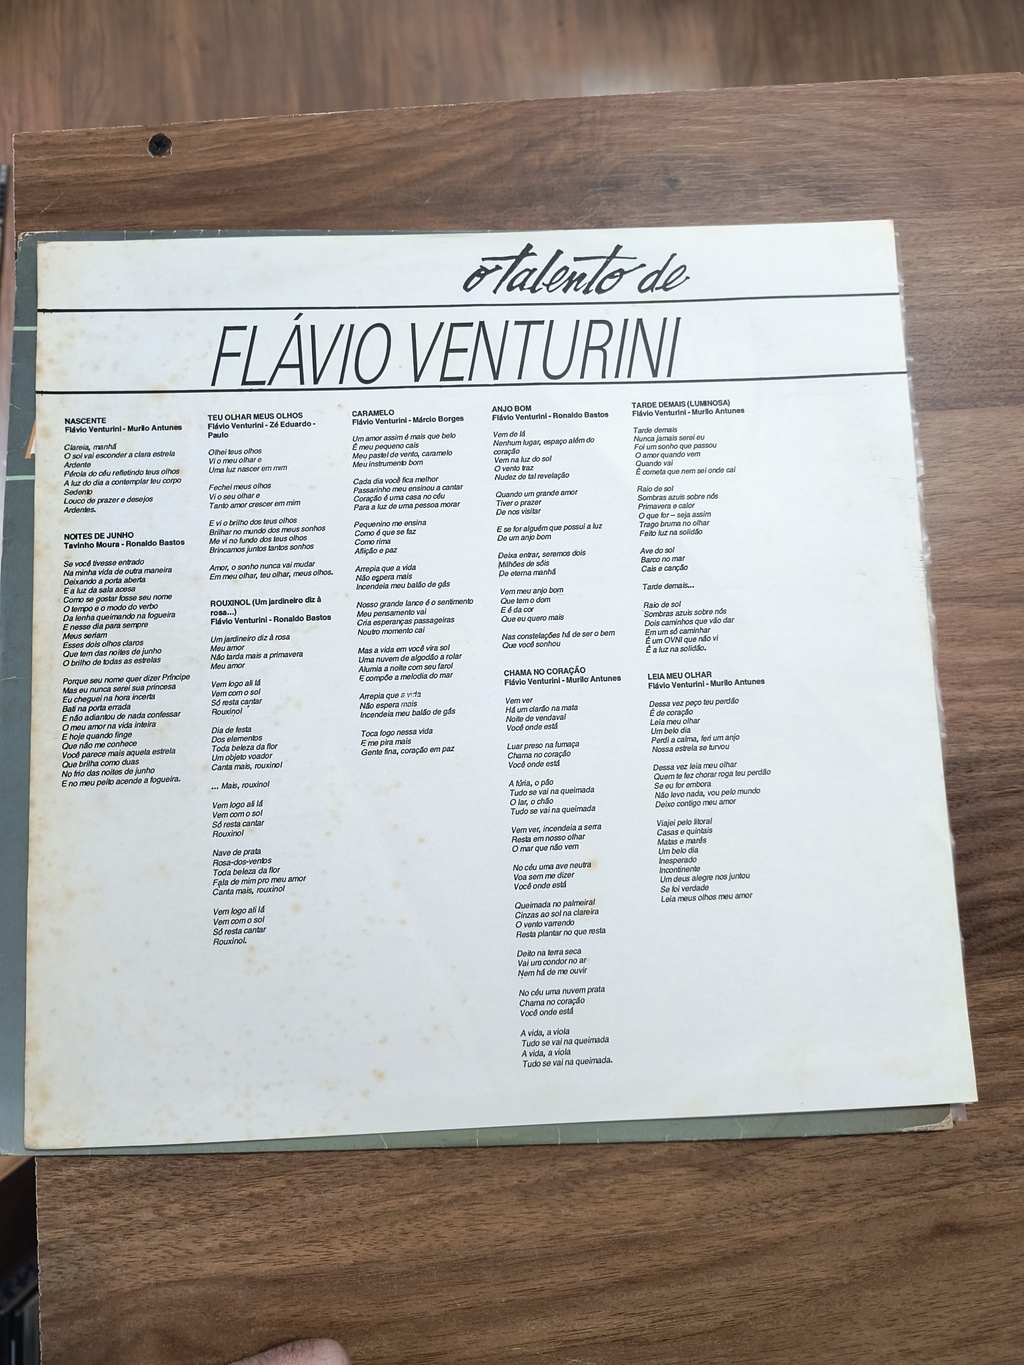 o talento de
FLÁVIO VENTURINI
NASCENTE
Flávio Venturini - Murilo Antunes
Clareia, manhã
O sol vai esconder a clara estrela
Ardente
Pérola do céu refletindo teus olhos
A luz do dia a contemplar teu corpo
Sedento
Louco de prazer e desejos
Ardentes.
NOITES DE JUNHO
Tavinho Moura - Ronaldo Bastos
Se você tivesse entrado
Na minha vida de outra maneira
Deixando a porta aberta
E a luz da sala acesa
Como se gostar fosse seu nome
O tempo e o modo do verbo
Da lenha queimando na fogueira
E nesse dia para sempre
Meus seriam
Esses dois olhos claros
Que tem das noites de junho
O brilho de todas as estrelas
Porque seu nome quer dizer Príncipe
Mas eu nunca serei sua princesa
Eu cheguei na hora incerta
Bati na porta errada
E não adiantou de nada confessar
O meu amor na vida inteira
E hoje quando finge
Que não me conhece
Você parece mais aquela estrela
Que brilha como duas
No frio das noites de junho
E no meu peito acende a fogueira.
TEU OLHAR MEUS OLHOS
Flávio Venturini - Zé Eduardo -
Paulo
Olhei teus olhos
Vi o meu olhar e
Uma luz nascer em mim
Fechei meus olhos
Vi o seu olhar e
Tanto amor crescer em mim
E vi o brilho dos teus olhos
Brilhar no mundo dos meus sonhos
Me vi no fundo dos teus olhos
Brincamos juntos tantos sonhos
Amor, o sonho nunca vai mudar
Em meu olhar, teu olhar, meus olhos.
ROUXINOL (Um jardineiro diz à
rosa...)
Flávio Venturini - Ronaldo Bastos
Um jardineiro diz à rosa
Meu amor
Não tarda mais a primavera
Meu amor
Vem logo ali lá
Vem com o sol
Só resta cantar
Rouxinol
Dia de festa
Dos elementos
Toda beleza da flor
Um objeto voador
Canta mais, rouxinol
... Mais, rouxinol
Vem logo ali lá
Vem com o sol
Só resta cantar
Rouxinol
Nave de prata
Rosa-dos-ventos
Toda beleza da flor
Fala de mim pro meu amor
Canta mais, rouxinol
Vem logo ali lá
Vem com o sol
Só resta cantar
Rouxinol.
CARAMELO
Flávio Venturini - Márcio Borges
Um amor assim é mais que belo
É meu pequeno cais
Meu pastel de vento, caramelo
Meu instrumento bom
Cada dia você fica melhor
Passarinho meu ensinou a cantar
Coração é uma casa no céu
Para a luz de uma pessoa morar
Pequenino me ensina
Como é que se faz
Como rima
Aflição e paz
Arrepia que a vida
Não espera mais
Incendeia meu balão de gás
Nosso grande lance é o sentimento
Meu pensamento vai
Cria esperanças passageiras
Noutro momento cai
Mas a vida em você vira sol
Uma nuvem de algodão a rolar
Alumia a noite com seu farol
E compõe a melodia do mar
Arrepia que a vida
Não espera mais
Incendeia meu balão de gás
Toca fogo nessa vida
E me pira mais
Gente fina, coração em paz
ANJO BOM
Flávio Venturini - Ronaldo Bastos
Vem de lá
Nenhum lugar, espaço além do
coração
Vem na luz do sol
O vento traz
Nudez de tal revelação
Quando um grande amor
Tiver o prazer
De nos visitar
E se for alguém que possui a luz
De um anjo bom
Deixa entrar, seremos dois
Milhões de sóis
De eterna manhã
Vem meu anjo bom
Que tem o dom
E é da cor
Que eu quero mais
Nas constelações há de ser o bem
Que você sonhou
CHAMA NO CORAÇÃO
Flávio Venturini - Murilo Antunes
Vem ver
Há um clarão na mata
Noite de vendaval
Você onde está
Luar preso na fumaça
Chama no coração
Você onde está
A fúria, o pão
Tudo se vai na queimada
O lar, o chão
Tudo se vai na queimada
Vem ver, incendeia a serra
Resta em nosso olhar
O mar que não vem
No céu uma ave neutra
Voa sem me dizer
Você onde está
Queimada no palmeiral
Cinzas ao sol na clareira
O vento varrendo
Resta plantar no que resta
Deito na terra seca
Vai um condor no ar
Nem há de me ouvir
No céu uma nuvem prata
Chama no coração
Você onde está
A vida, a viola
Tudo se vai na queimada
A vida, a viola
Tudo se vai na queimada.
TARDE DEMAIS (LUMINOSA)
Flávio Venturini - Murilo Antunes
Tarde demais
Nunca jamais serei eu
Foi um sonho que passou
O amor quando vem
Quando vai
É cometa que nem sei onde cai
Raio de sol
Sombras azuis sobre nós
Primavera e calor
O que for – seja assim
Trago bruma no olhar
Feito luz na solidão
Ave do sol
Barco no mar
Cais e canção
Tarde demais...
Raio de sol
Sombras azuis sobre nós
Dois caminhos que vão dar
Em um só caminhar
É um OVNI que não vi
É a luz na solidão.
LEIA MEU OLHAR
Flávio Venturini - Murilo Antunes
Dessa vez peço teu perdão
É de coração
Leia meu olhar
Um belo dia
Perdi a calma, feri um anjo
Nossa estrela se turvou
Dessa vez leia meu olhar
Quem te fez chorar roga teu perdão
Se eu for embora
Não levo nada, vou pelo mundo
Deixo contigo meu amor
Viajei pelo litoral
Casas e quintais
Matas e marés
Um belo dia
Inesperado
Incontinente
Um deus alegre nos juntou
Se foi verdade
Leia meus olhos meu amor